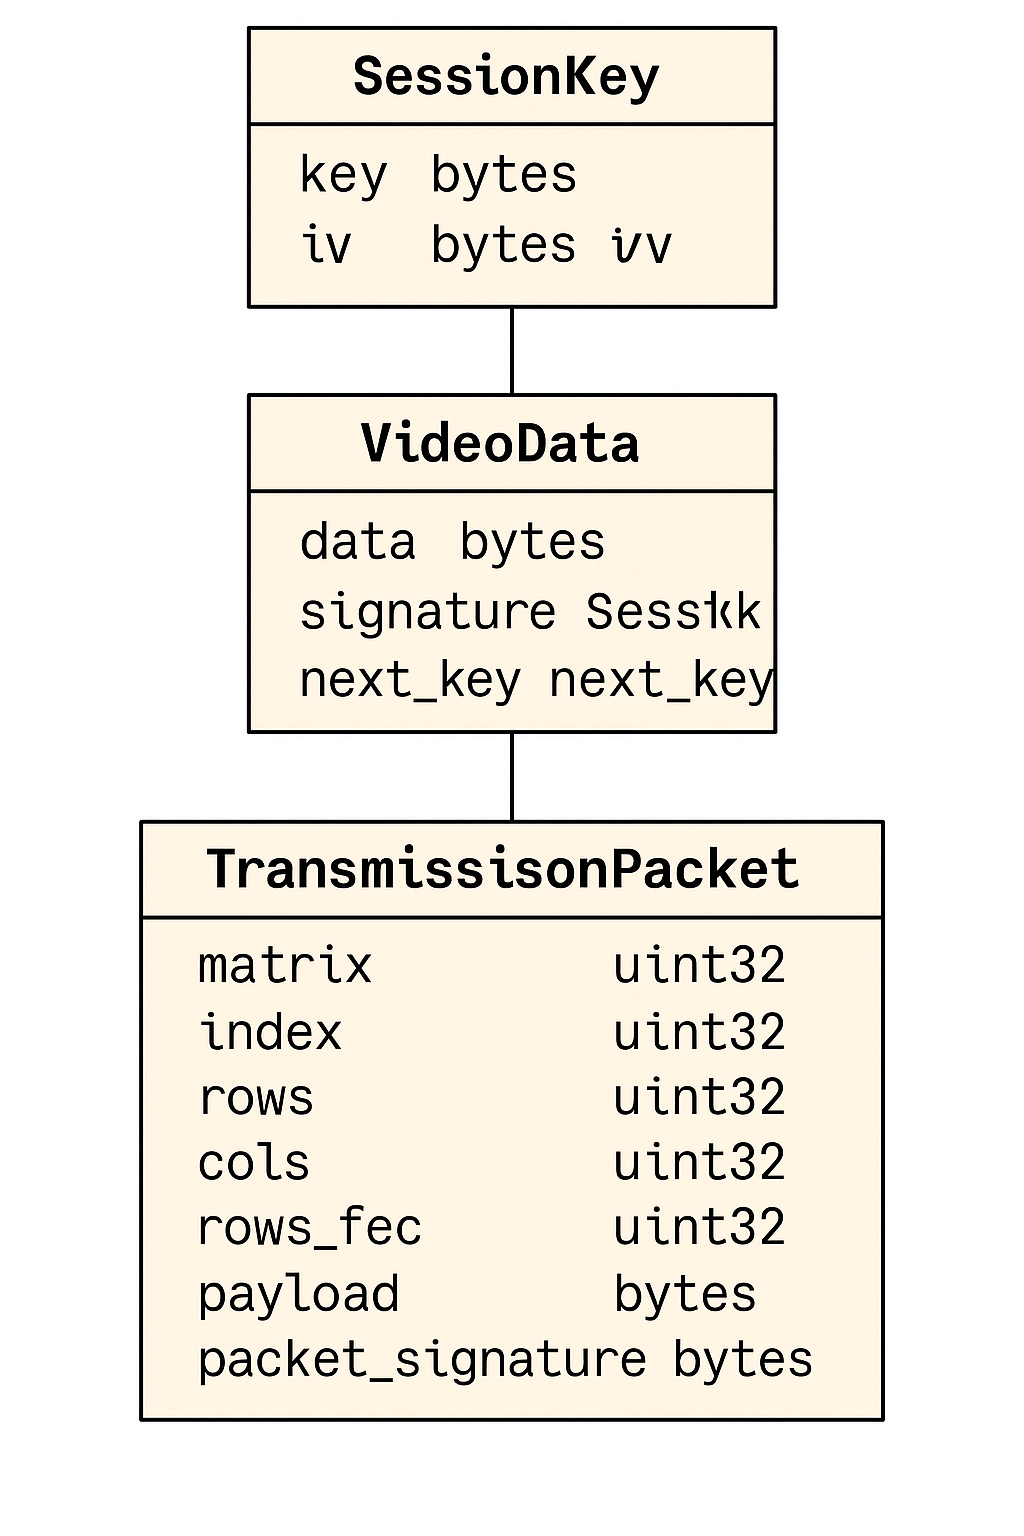 SessionKey
key bytes
iv bytes
VideoData
data bytes
signature
next_key next_key
TransmissisonPacket
matrix uint32
index uint32
rows uint32
cols uint32
rows_fec uint32
payload bytes
packet_signature bytes